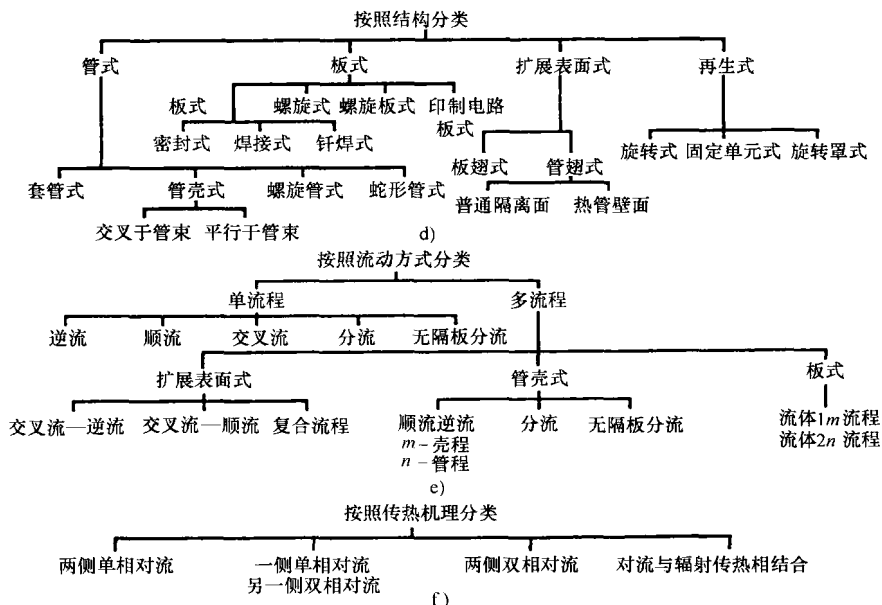 按照结构分类
管式 板式 扩展表面式 再生式
板式 螺旋式 螺旋板式 印制电路
板式
密封式 焊接式 钎焊式
旋转式 固定单元式 旋转罩式
板翅式 管翅式
套管式 管壳式 螺旋管式 蛇形管式
普通隔离面 热管壁面
交叉于管束 平行于管束
d)
按照流动方式分类
单流程 多流程
逆流 顺流 交叉流 分流 无隔板分流
扩展表面式 管壳式 板式
交叉流—逆流 交叉流—顺流 复合流程
顺流逆流 分流 无隔板分流
m-壳程
n-管程
流体1m流程
流体2n流程
e)
按照传热机理分类
两侧单相对流 一侧单相对流 两侧双相对流 对流与辐射传热相结合
另一侧双相对流
f)